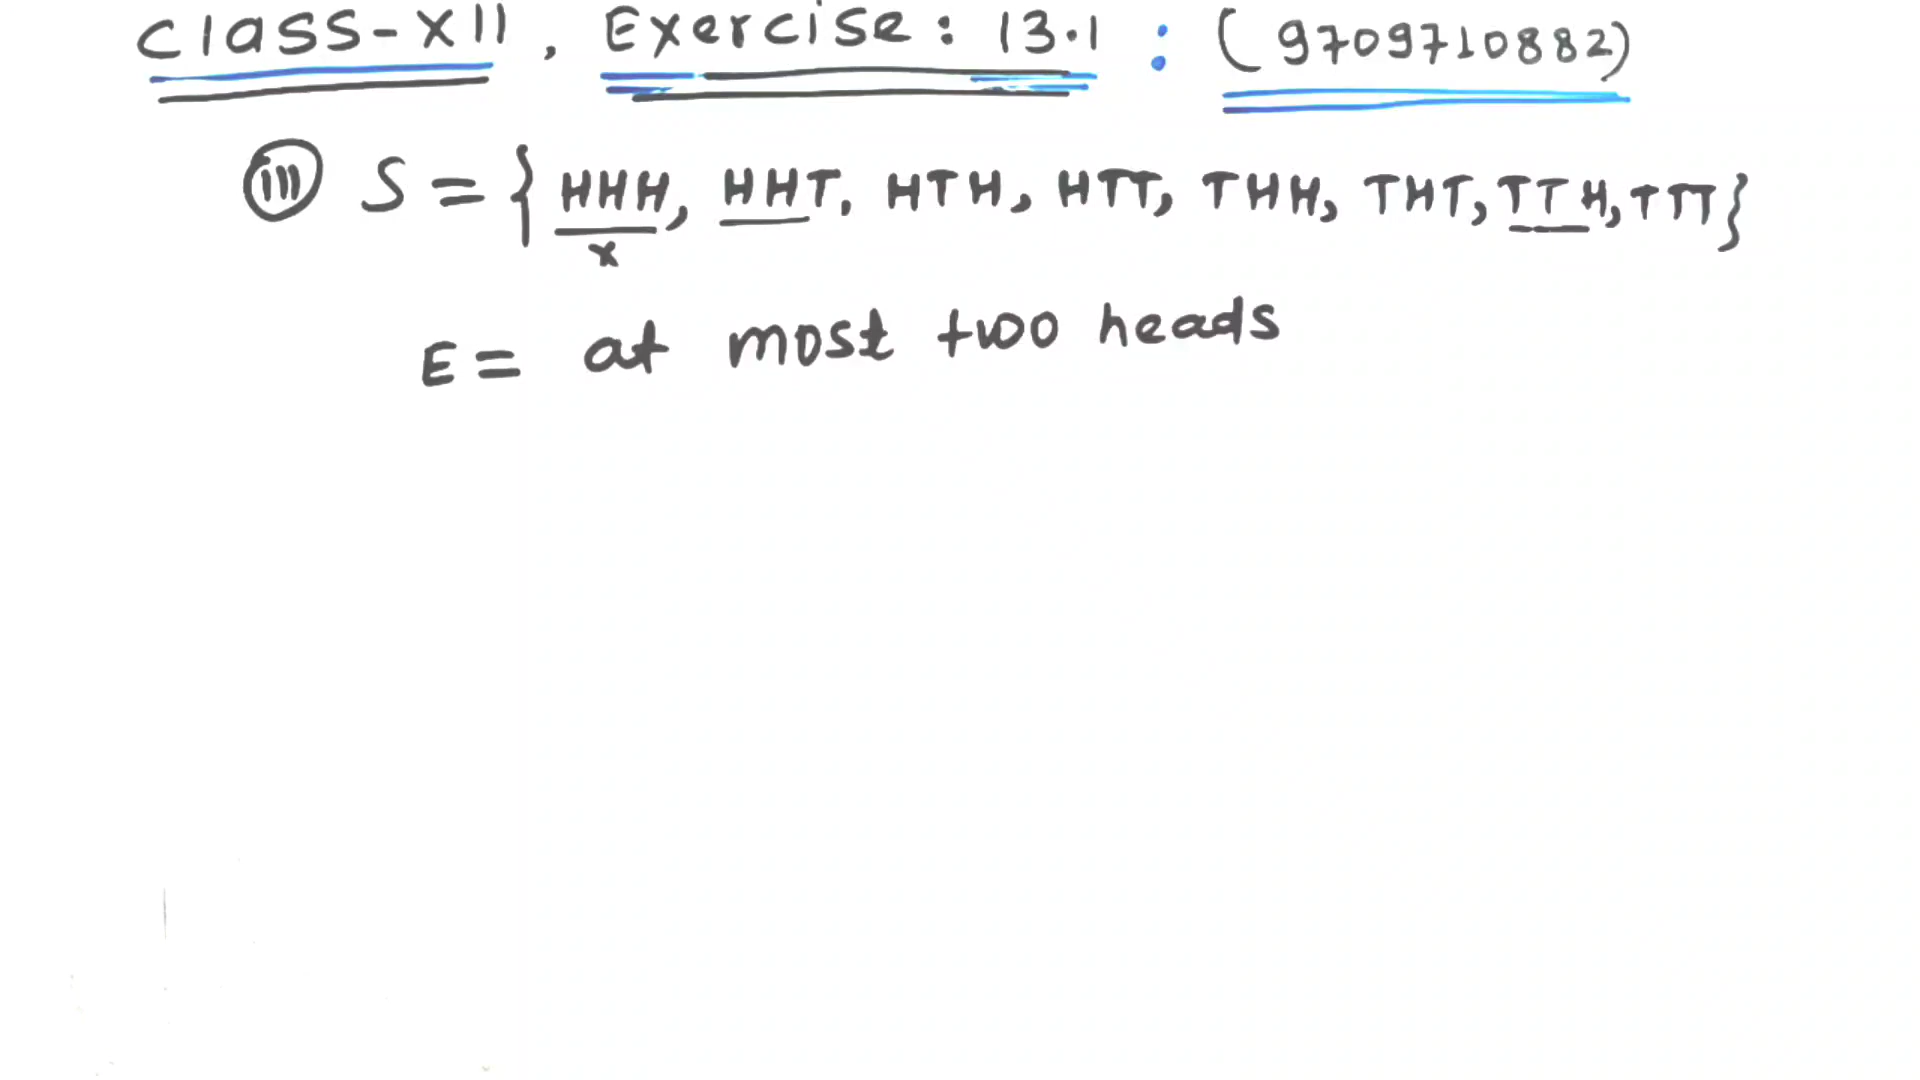 Class-XII, Exercise: 13.1 : (9709710882)
(iii) S = { HHH, HHT, HTH, HTT, THH, THT, TTH, TTT }
x
E = at most two heads